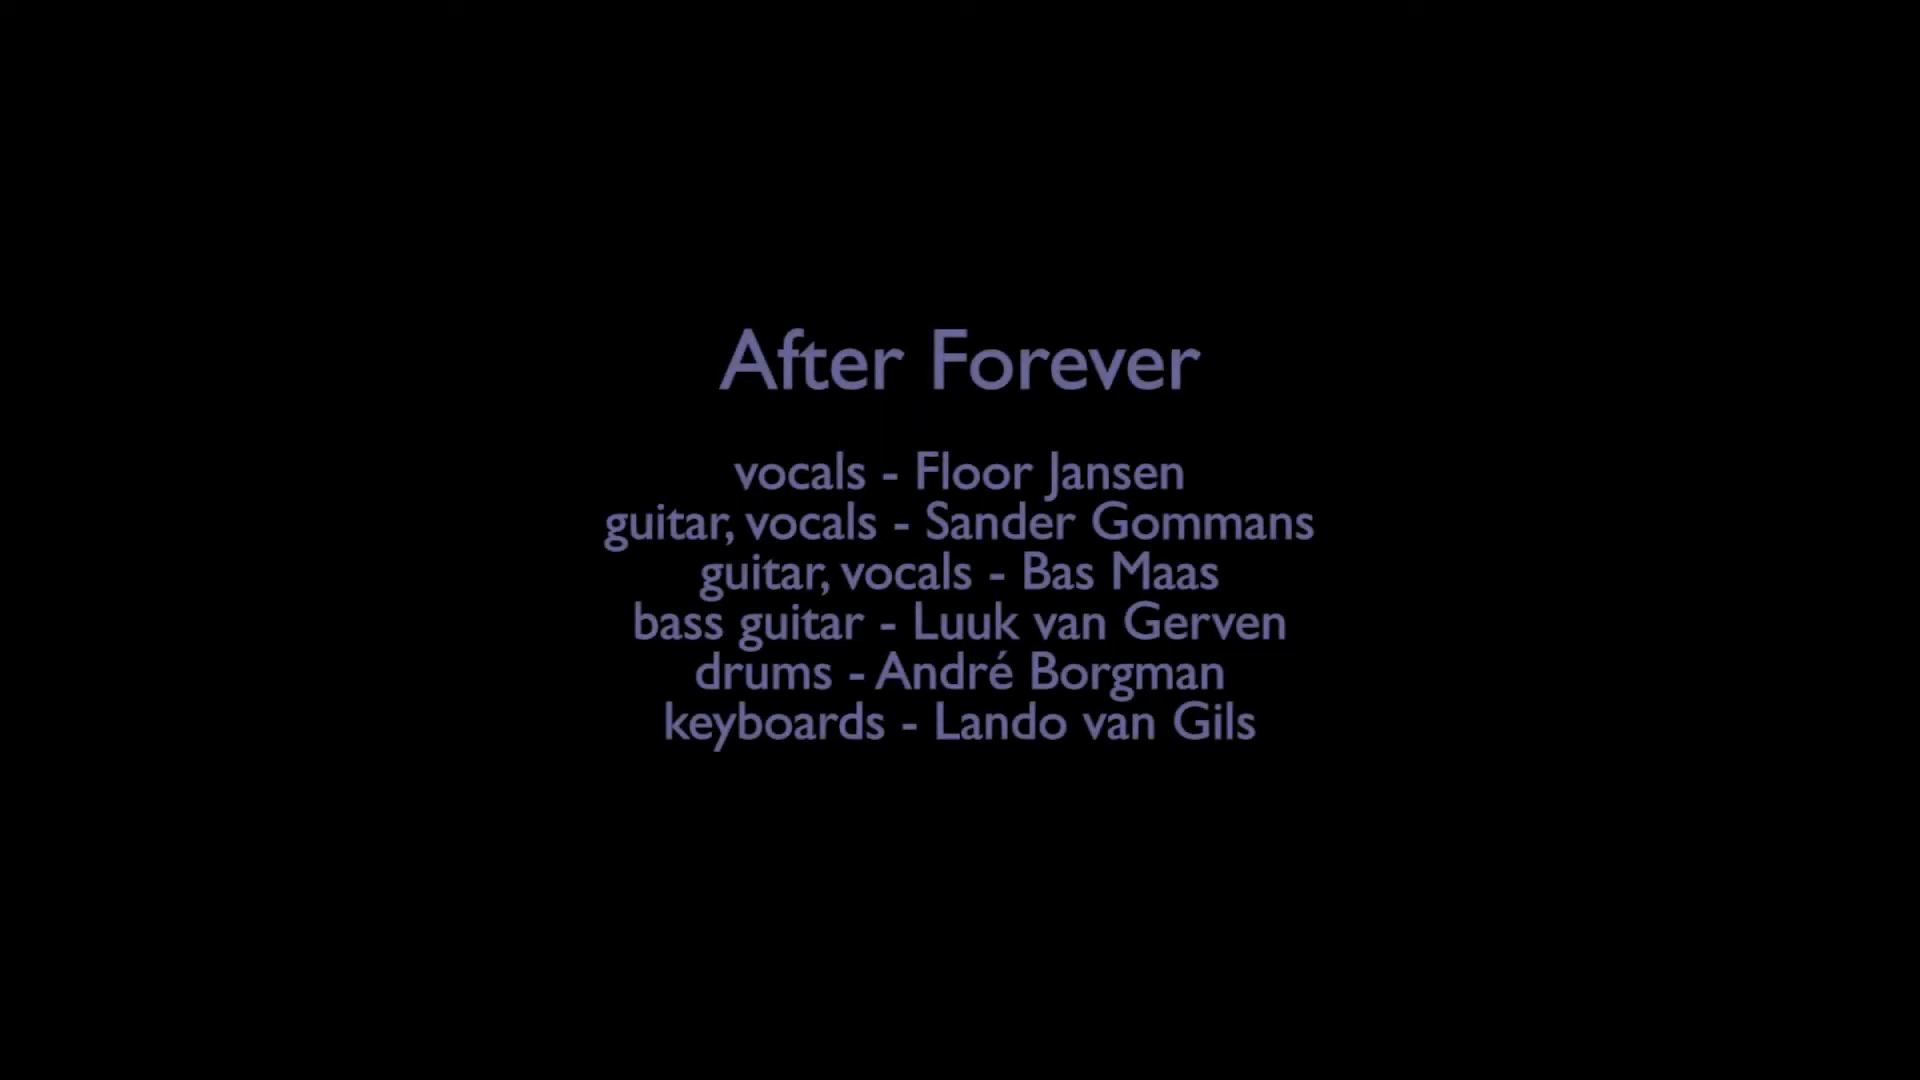 After Forever
vocals - Floor Jansen
guitar, vocals - Sander Gommans
guitar, vocals - Bas Maas
bass guitar - Luuk van Gerven
drums - André Borgman
keyboards - Lando van Gils